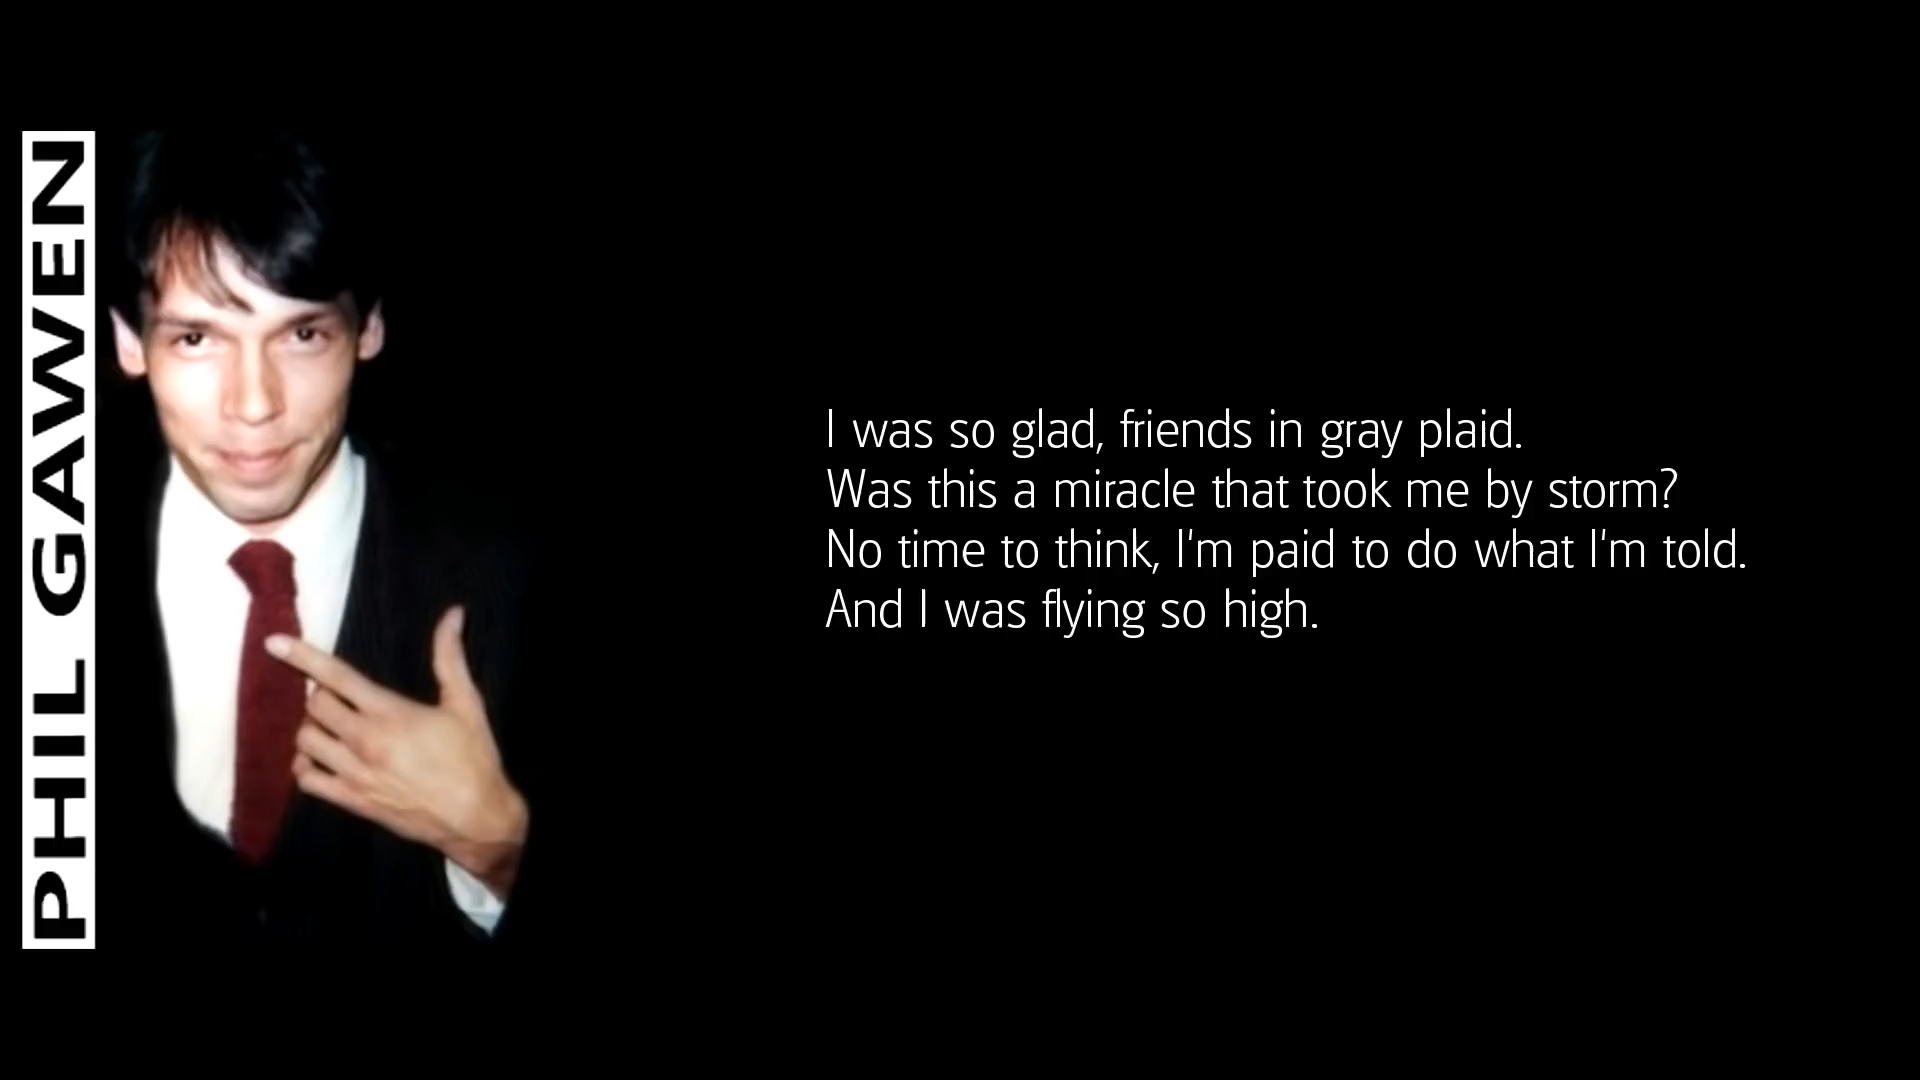 PHIL GAWEN
I was so glad, friends in gray plaid.
Was this a miracle that took me by storm?
No time to think, I'm paid to do what I'm told.
And I was flying so high.